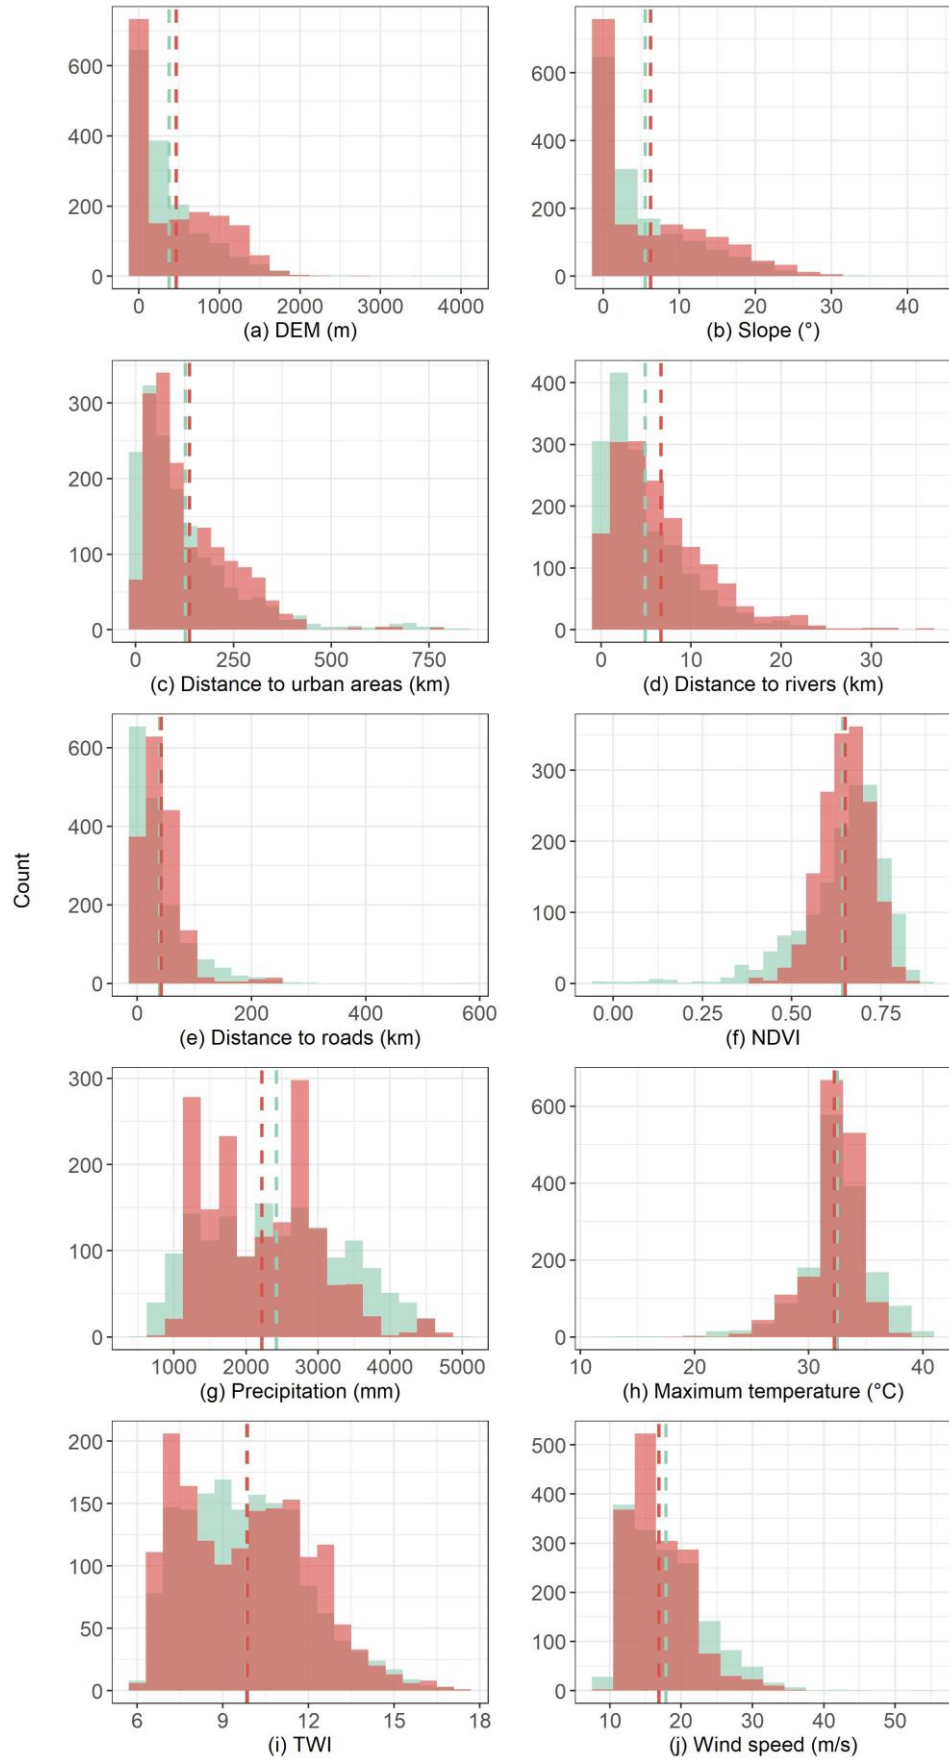 600
400
200
0
0 1000 2000 3000 4000
(a) DEM (m)
600
400
200
0
0 10 20 30 40
(b) Slope (°)
300
200
100
0
0 250 500 750
(c) Distance to urban areas (km)
400
300
200
100
0
0 10 20 30
(d) Distance to rivers (km)
Count
600
400
200
0
0 200 400 600
(e) Distance to roads (km)
300
200
100
0
0.00 0.25 0.50 0.75
(f) NDVI
300
200
100
0
1000 2000 3000 4000 5000
(g) Precipitation (mm)
600
400
200
0
10 20 30 40
(h) Maximum temperature (°C)
200
150
100
50
0
6 9 12 15 18
(i) TWI
500
400
300
200
100
0
10 20 30 40 50
(j) Wind speed (m/s)